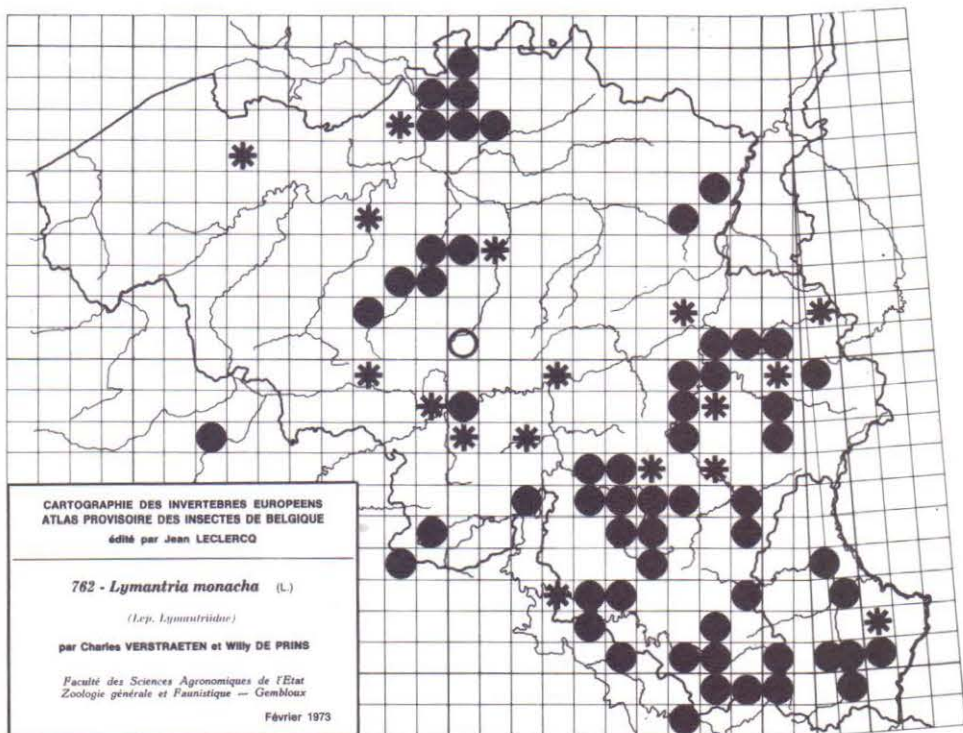 CARTOGRAPHIE DES INVERTEBRES EUROPEENS
ATLAS PROVISOIRE DES INSECTES DE BELGIQUE
édité par Jean LECLERCQ
762 - Lymantria monacha (L.)
(Lep. Lymantriidae)
par Charles VERSTRAETEN et Willy DE PRINS
Faculté des Sciences Agronomiques de l'Etat
Zoologie générale et Faunistique — Gembloux
Février 1973